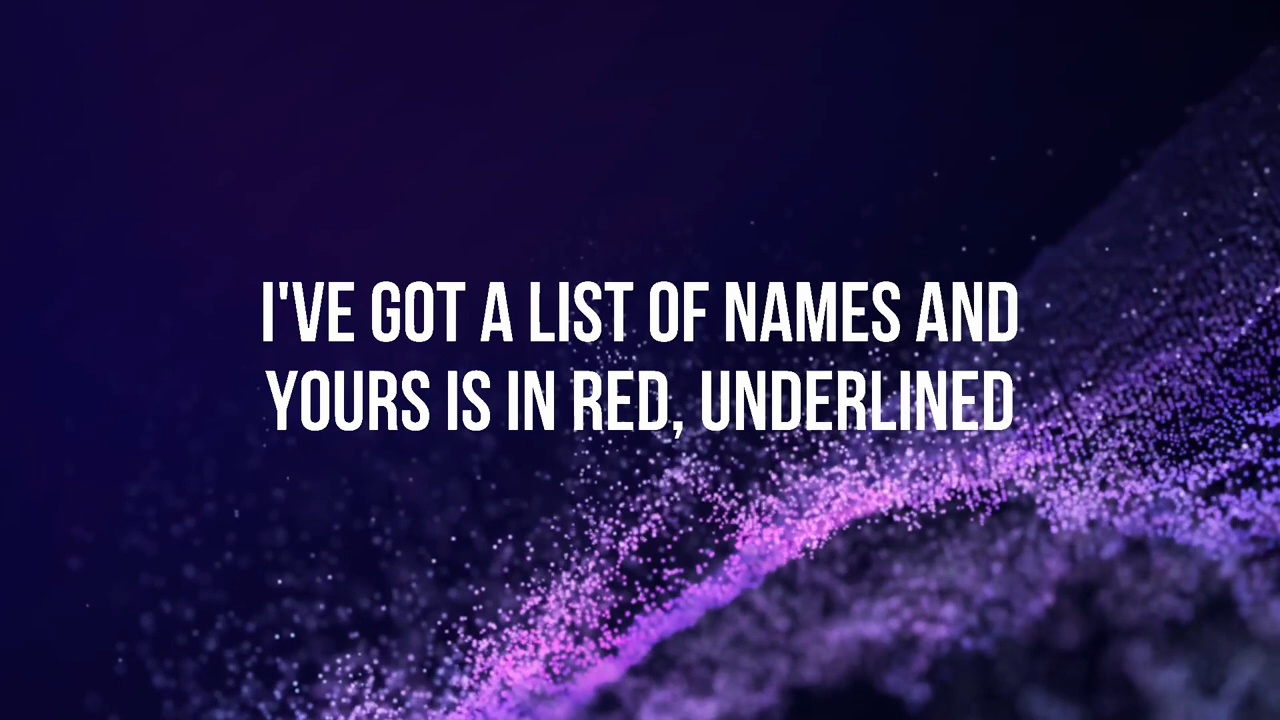 I'VE GOT A LIST OF NAMES AND
YOURS IS IN RED, UNDERLINED